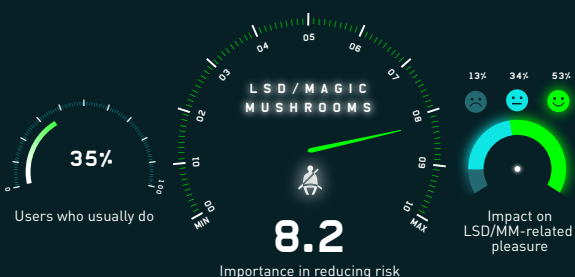 05
04
06
03
07
LSD/MAGIC
MUSHROOMS
13%
34%
53%
02
08
35%
01
09
0
100
00
10
MIN
MAX
Users who usually do
8.2
Impact on
LSD/MM-related
pleasure
Importance in reducing risk